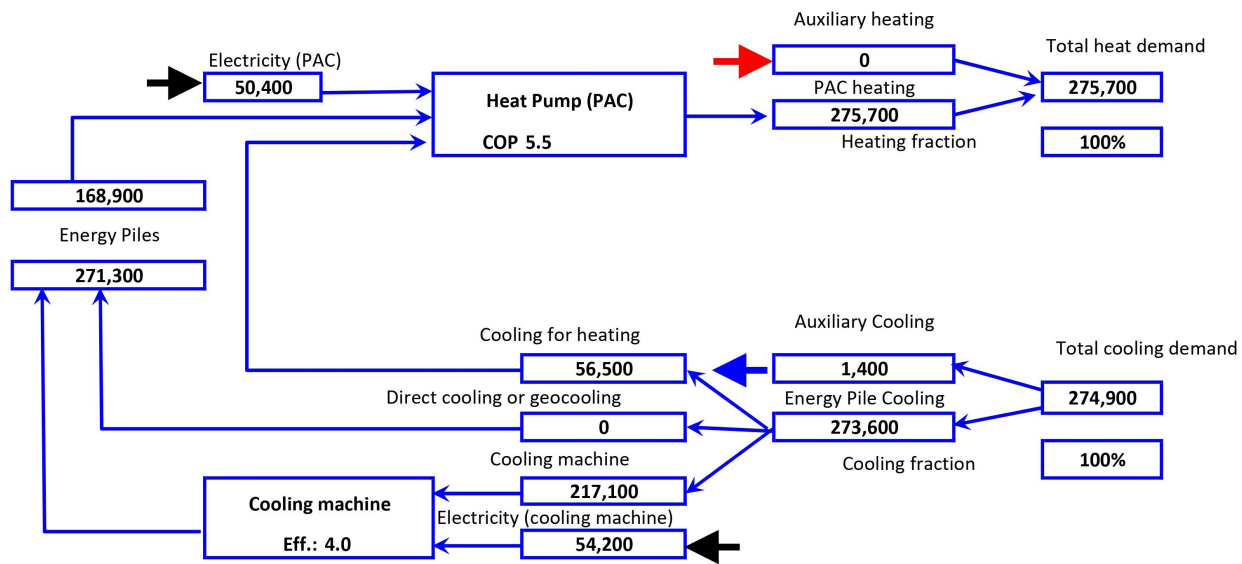 Auxiliary heating
Electricity (PAC)
0
Total heat demand
50,400
Heat Pump (PAC)
PAC heating
275,700
275,700
COP 5.5
Heating fraction
100%
168,900
Energy Piles
271,300
Cooling for heating
Auxiliary Cooling
Total cooling demand
56,500
1,400
Direct cooling or geocooling
Energy Pile Cooling
274,900
0
273,600
Cooling machine
Cooling fraction
100%
217,100
Cooling machine
Electricity (cooling machine)
Eff.: 4.0
54,200